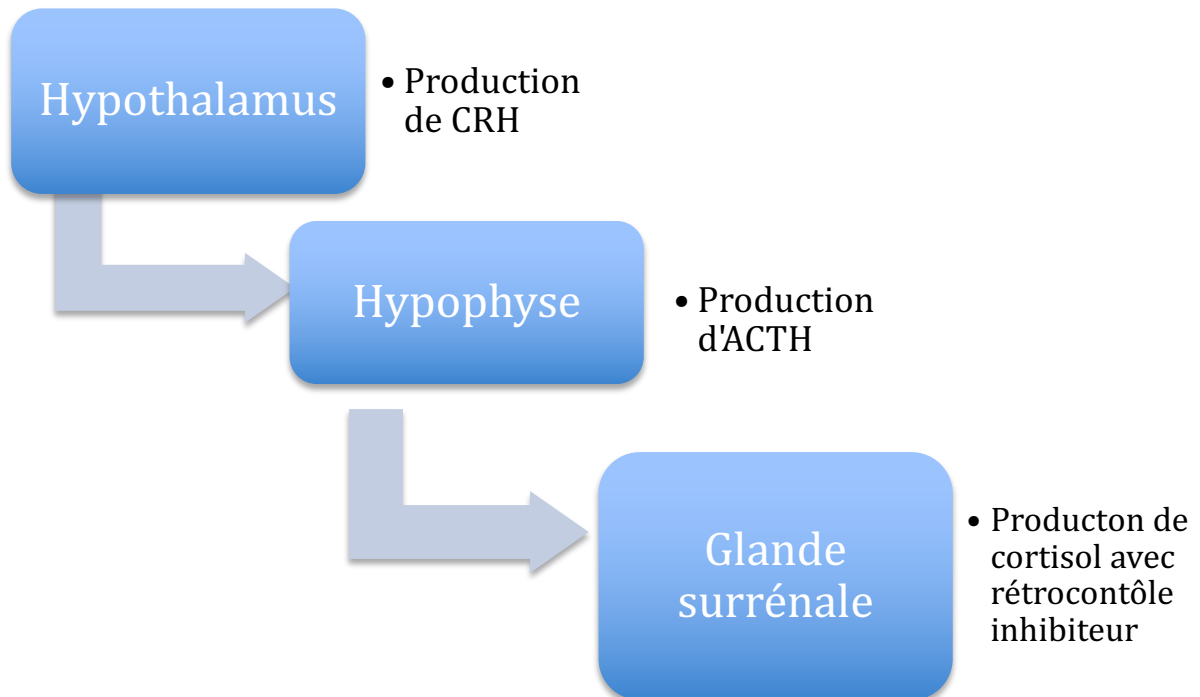 Hypothalamus
• Production
de CRH
Hypophyse
• Production
d'ACTH
Glande
surrénale
• Producton de
cortisol avec
rétrocontôle
inhibiteur